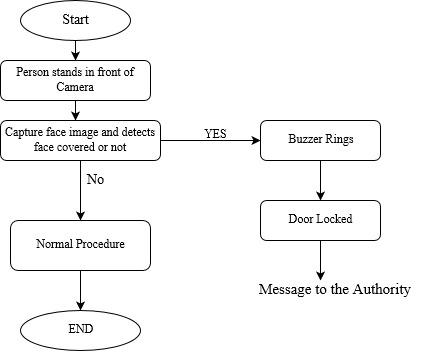 Start
Person stands in front of
Camera
Capture face image and detects
face covered or not
YES
Buzzer Rings
No
Door Locked
Normal Procedure
Message to the Authority
END